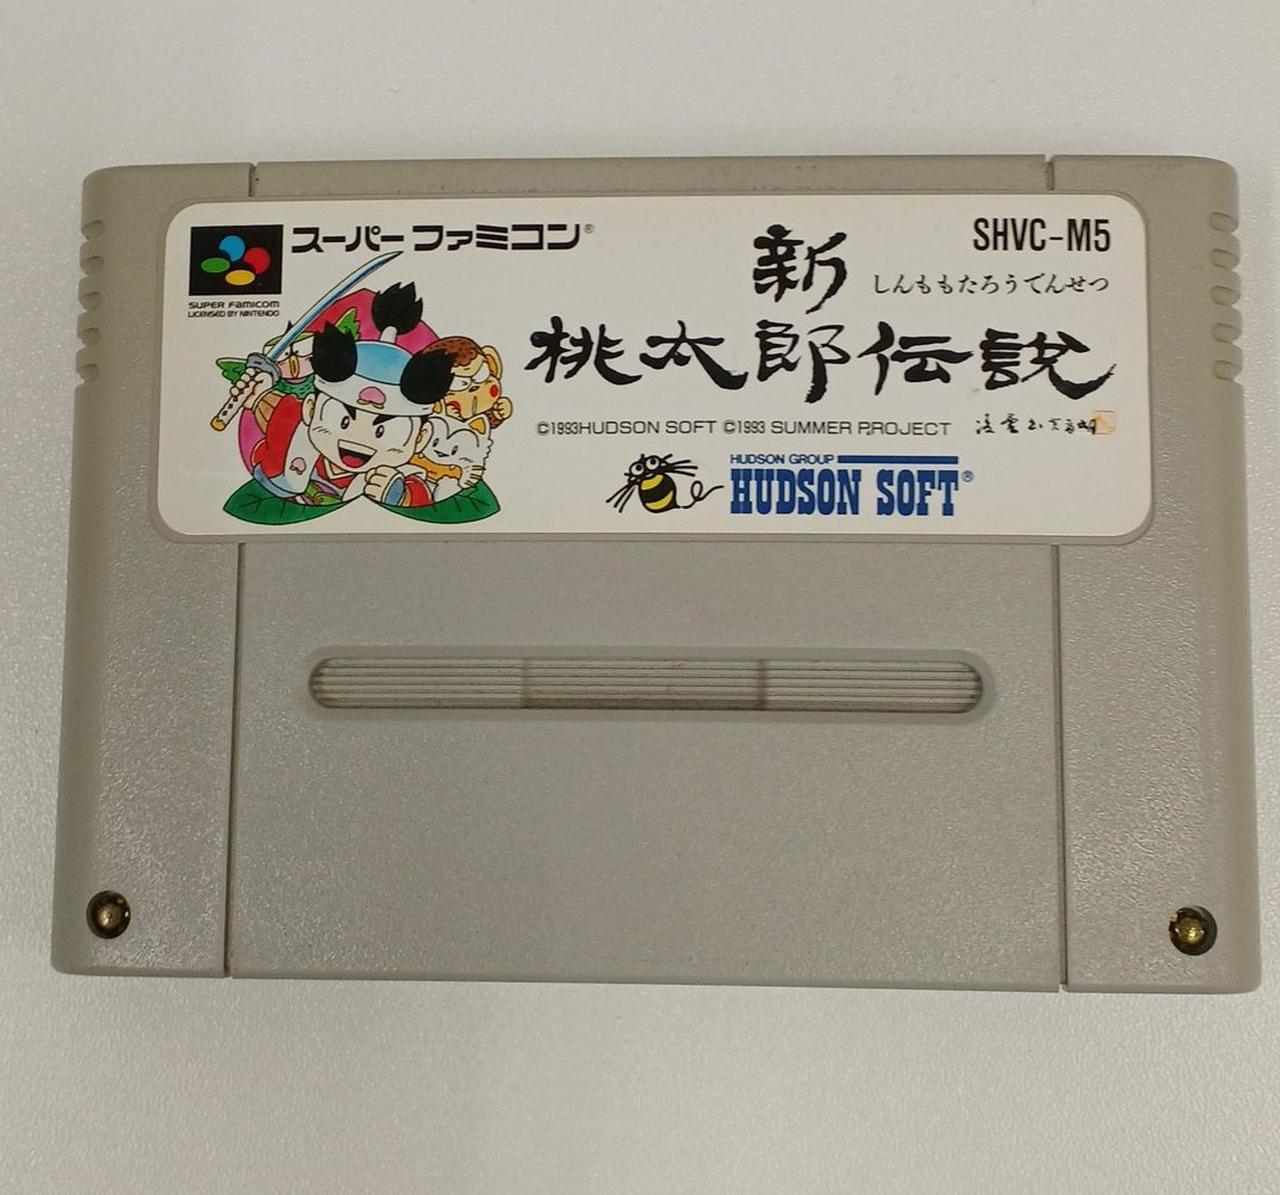 スーパーファミコン®
SHVC-M5
SUPER FAMICOM
LICENSED BY NINTENDO
新
しんももたろうでんせつ
桃太郎伝説
©1993HUDSON SOFT ©1993 SUMMER PROJECT
HUDSON GROUP
HUDSON SOFT®